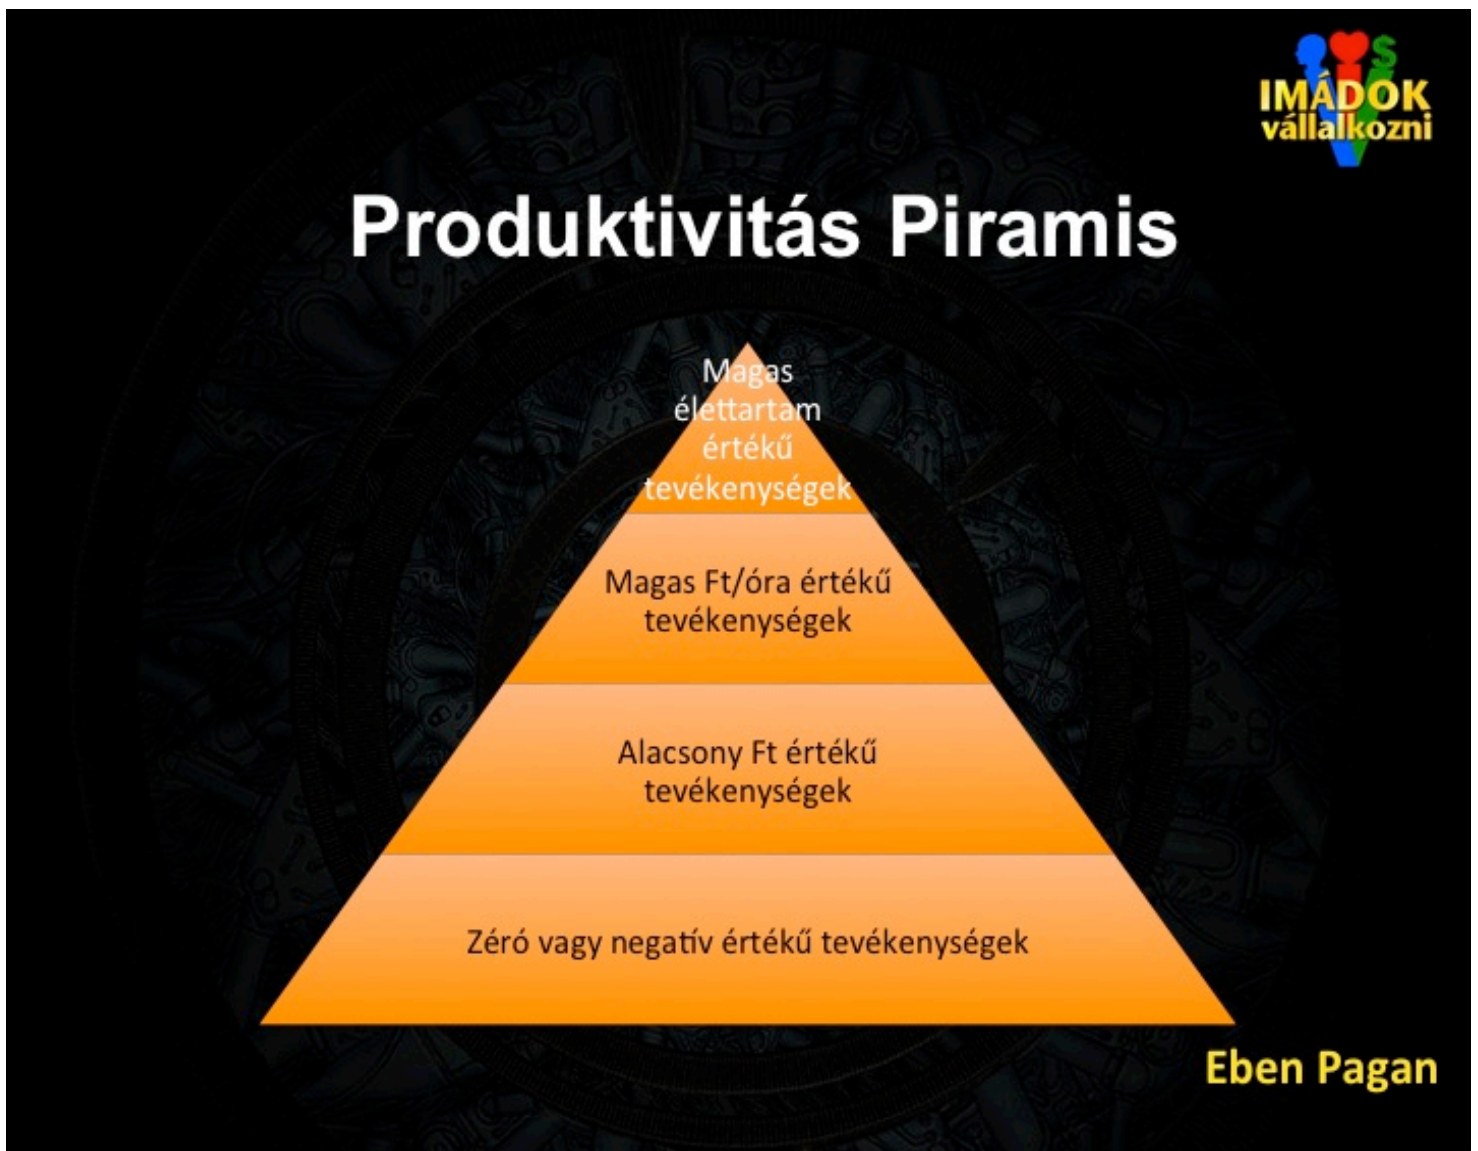 IMÁDOK
vállalkozni
Produktivitás Piramis
Magas
élettartam
értékű
tevékenységek
Magas Ft/óra értékű
tevékenységek
Alacsony Ft értékű
tevékenységek
Zéró vagy negatív értékű tevékenységek
Eben Pagan